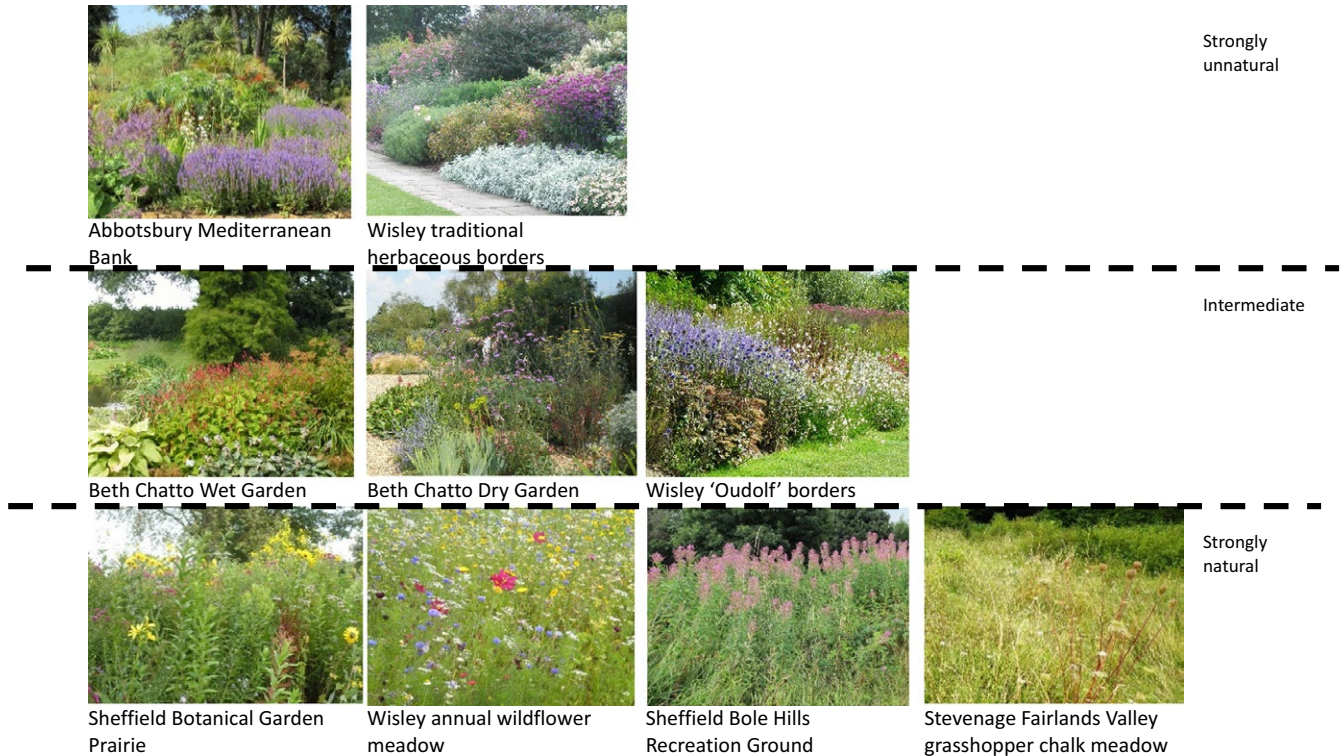 Strongly
unnatural
Abbotsbury Mediterranean
Bank
Wisley traditional
herbaceous borders
Intermediate
Beth Chatto Wet Garden
Beth Chatto Dry Garden
Wisley ‘Oudolf’ borders
Strongly
natural
Sheffield Botanical Garden
Prairie
Wisley annual wildflower
meadow
Sheffield Bole Hills
Recreation Ground
Stevenage Fairlands Valley
grasshopper chalk meadow